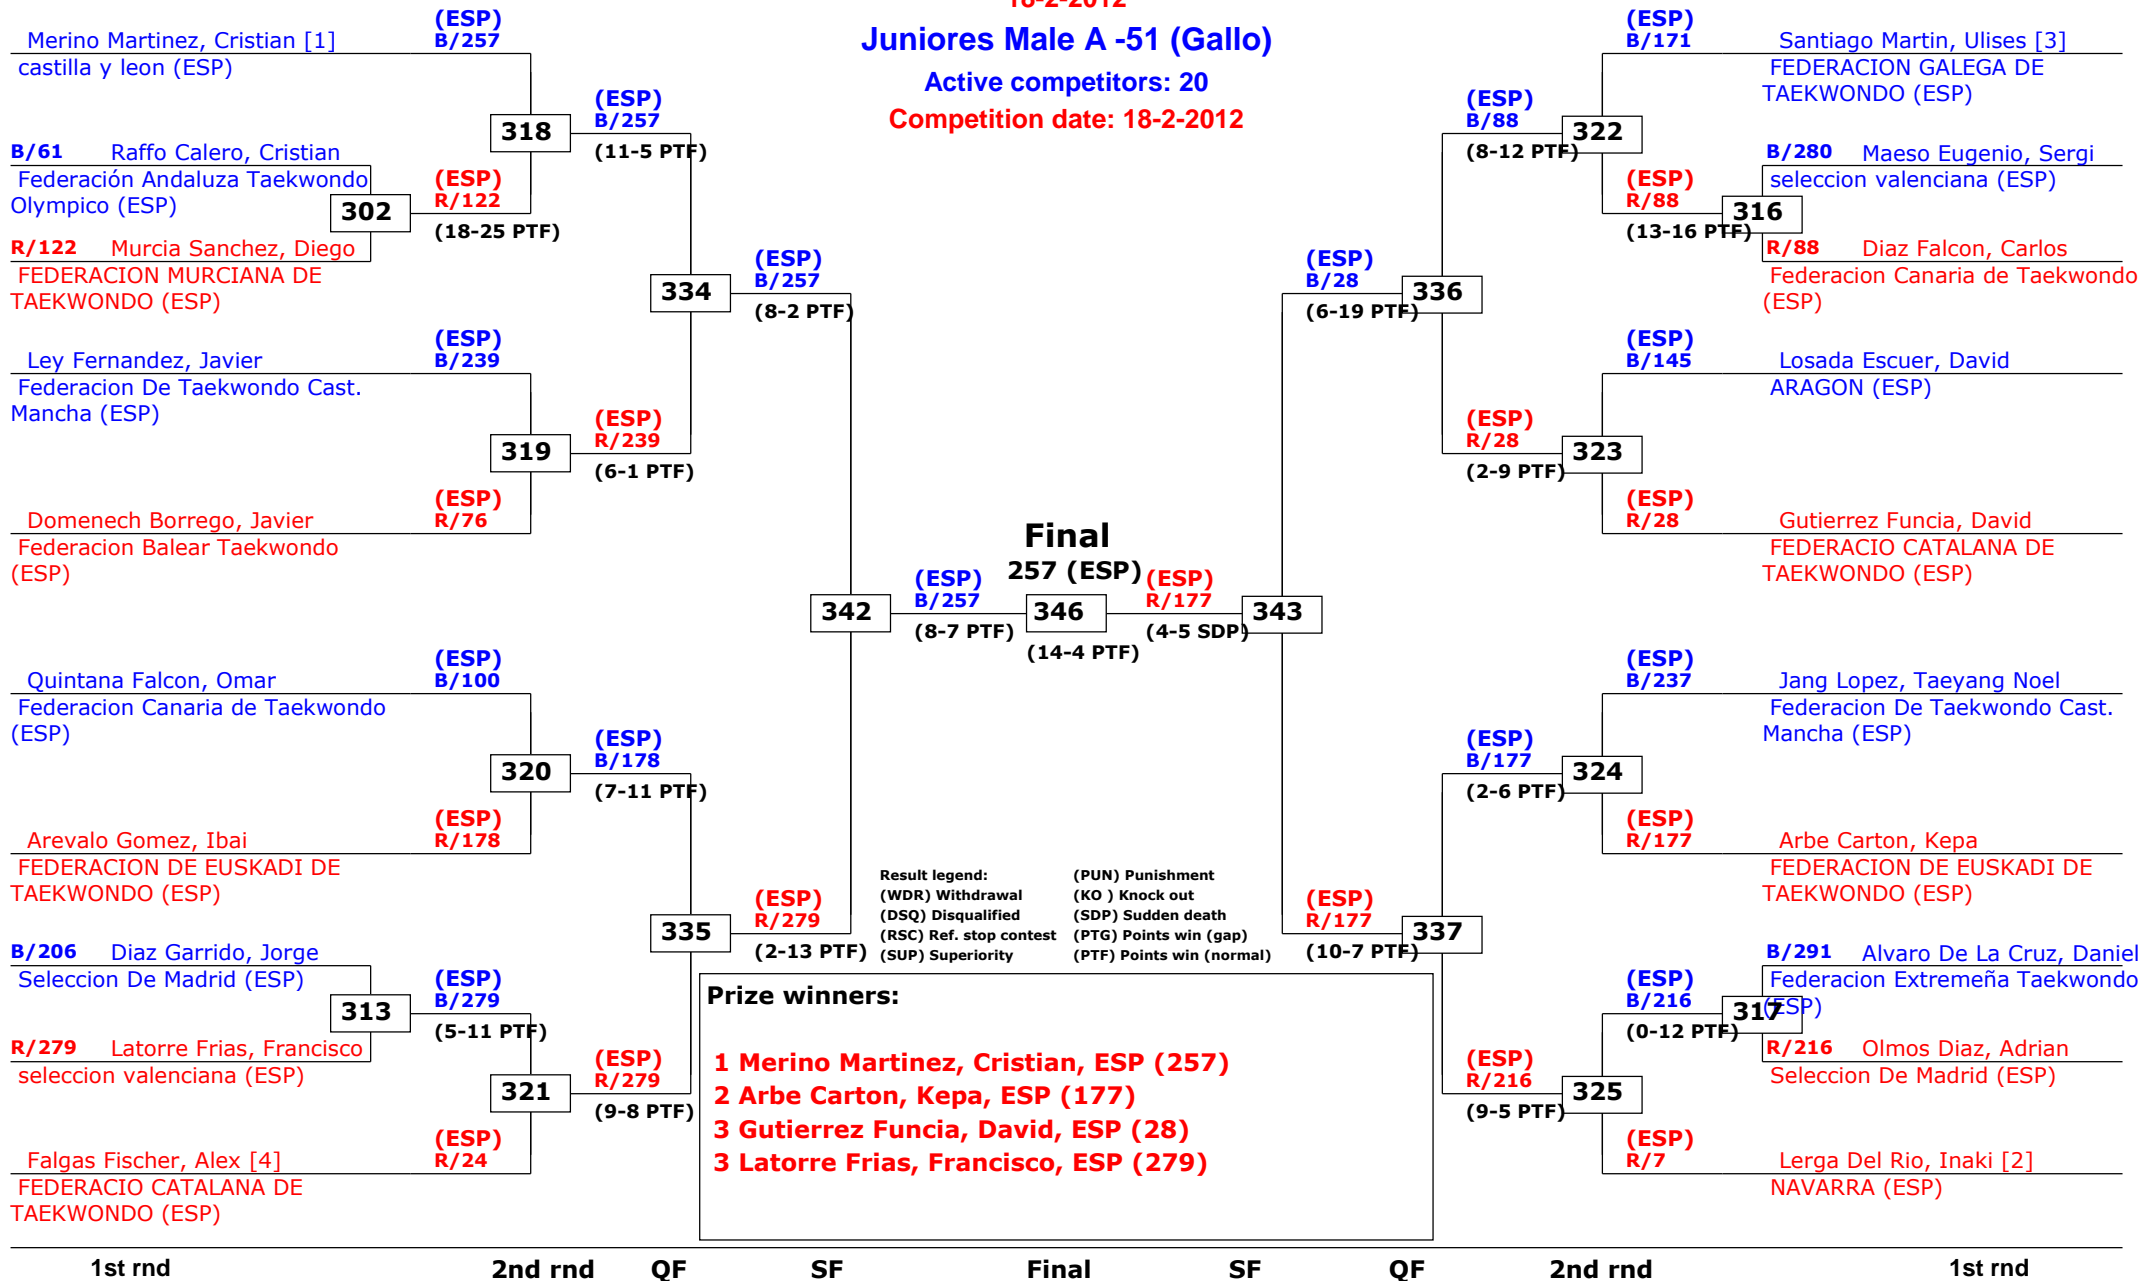 18-2-2012
Juniores Male A -51 (Gallo)
Active competitors: 20
Competition date: 18-2-2012
Merino Martinez, Cristian [1]
castilla y leon (ESP)
(ESP)
B/257
B/61 Raffo Calero, Cristian
Federación Andaluza Taekwondo
Olympico (ESP)
R/122 Murcia Sanchez, Diego
FEDERACION MURCIANA DE
TAEKWONDO (ESP)
302
(ESP)
R/122
(18-25 PTF)
318
(ESP)
B/257
(11-5 PTF)
Ley Fernandez, Javier
Federacion De Taekwondo Cast.
Mancha (ESP)
(ESP)
B/239
Domenech Borrego, Javier
Federacion Balear Taekwondo
(ESP)
(ESP)
R/76
319
(ESP)
R/239
(6-1 PTF)
334
(ESP)
B/257
(8-2 PTF)
Quintana Falcon, Omar
Federacion Canaria de Taekwondo
(ESP)
(ESP)
B/100
Arevalo Gomez, Ibai
FEDERACION DE EUSKADI DE
TAEKWONDO (ESP)
(ESP)
R/178
320
(ESP)
B/178
(7-11 PTF)
B/206 Diaz Garrido, Jorge
Seleccion De Madrid (ESP)
R/279 Latorre Frias, Francisco
seleccion valenciana (ESP)
313
(ESP)
B/279
(5-11 PTF)
Falgas Fischer, Alex [4]
FEDERACIO CATALANA DE
TAEKWONDO (ESP)
(ESP)
R/24
321
(ESP)
R/279
(9-8 PTF)
335
(ESP)
R/279
(2-13 PTF)
342
(ESP)
B/257
(8-7 PTF)
Final
257 (ESP)
346
(14-4 PTF)
(ESP)
R/177
(4-5 SDP)
343
(ESP)
B/28
(6-19 PTF)
336
(ESP)
B/88
(8-12 PTF)
322
(ESP)
B/171
Santiago Martin, Ulises [3]
FEDERACION GALEGA DE
TAEKWONDO (ESP)
(ESP)
R/88
(13-16 PTF)
316
B/280 Maeso Eugenio, Sergi
seleccion valenciana (ESP)
R/88 Diaz Falcon, Carlos
Federacion Canaria de Taekwondo
(ESP)
(ESP)
R/28
(2-9 PTF)
323
(ESP)
B/145
Losada Escuer, David
ARAGON (ESP)
(ESP)
R/28
Gutierrez Funcia, David
FEDERACIO CATALANA DE
TAEKWONDO (ESP)
(ESP)
R/177
(10-7 PTF)
337
(ESP)
B/177
(2-6 PTF)
324
(ESP)
B/237
Jang Lopez, Taeyang Noel
Federacion De Taekwondo Cast.
Mancha (ESP)
(ESP)
R/177
Arbe Carton, Kepa
FEDERACION DE EUSKADI DE
TAEKWONDO (ESP)
(ESP)
R/216
(9-5 PTF)
325
(ESP)
B/216
(0-12 PTF)
317
B/291 Alvaro De La Cruz, Daniel
Federacion Extremeña Taekwondo
(ESP)
R/216 Olmos Diaz, Adrian
Seleccion De Madrid (ESP)
(ESP)
R/7
Lerga Del Rio, Inaki [2]
NAVARRA (ESP)
Result legend:
(WDR) Withdrawal
(DSQ) Disqualified
(RSC) Ref. stop contest
(SUP) Superiority
(PUN) Punishment
(KO ) Knock out
(SDP) Sudden death
(PTG) Points win (gap)
(PTF) Points win (normal)
Prize winners:
1 Merino Martinez, Cristian, ESP (257)
2 Arbe Carton, Kepa, ESP (177)
3 Gutierrez Funcia, David, ESP (28)
3 Latorre Frias, Francisco, ESP (279)
1st rnd 2nd rnd QF SF Final SF QF 2nd rnd 1st rnd